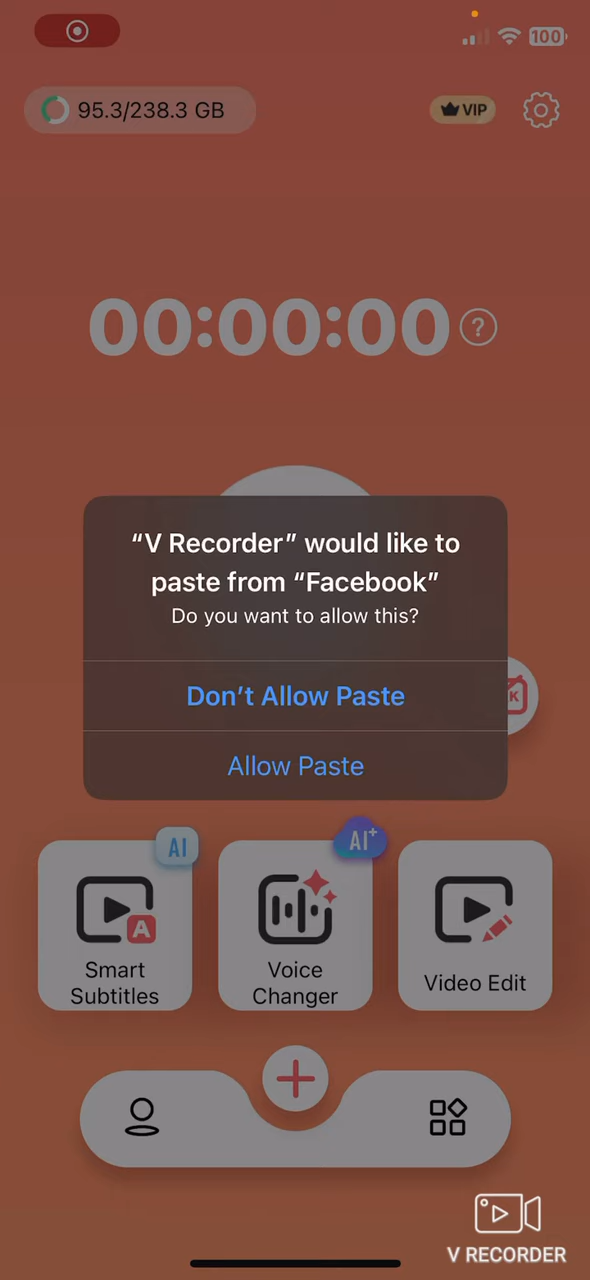 100
95.3/238.3 GB
VIP
00:00:00
?
“V Recorder” would like to
paste from “Facebook”
Do you want to allow this?
Don’t Allow Paste
K
Allow Paste
AI
AI+
A
Smart
Subtitles
Voice
Changer
Video Edit
V RECORDER